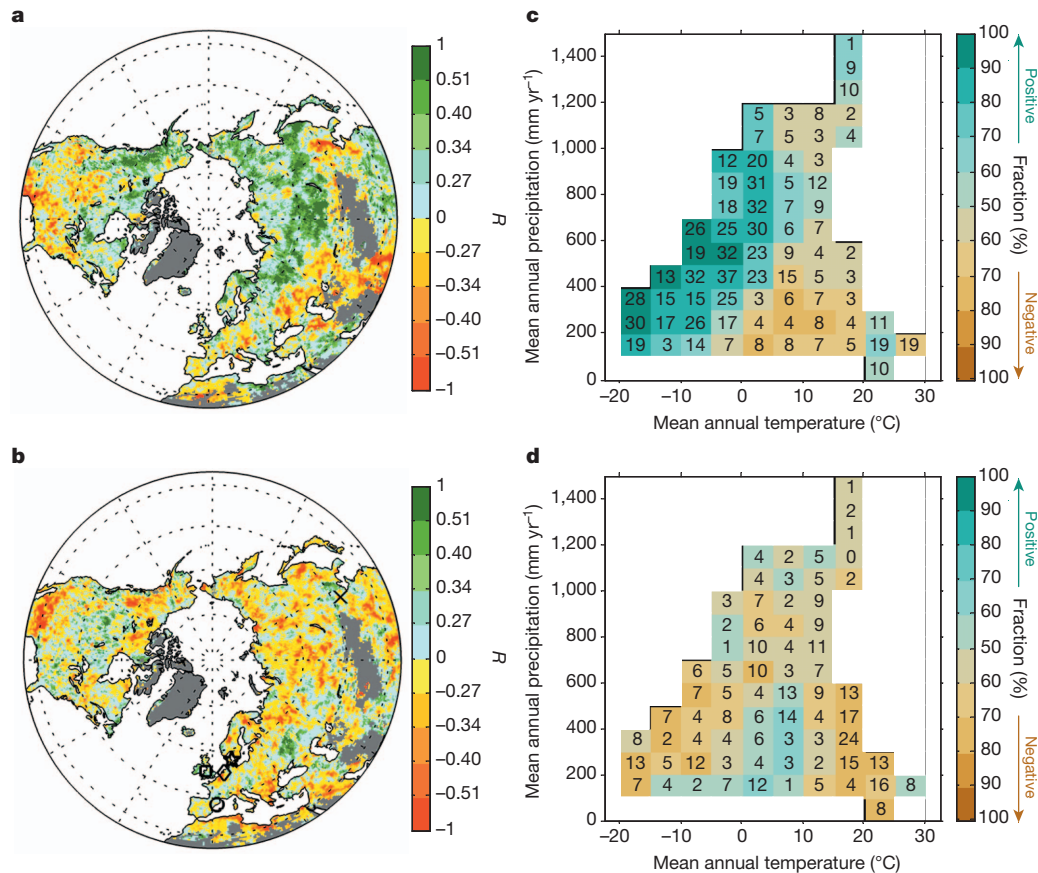 a
1
0.51
0.40
0.34
0.27
0
−0.27
−0.34
−0.40
−0.51
−1
R
b
1
0.51
0.40
0.34
0.27
0
−0.27
−0.34
−0.40
−0.51
−1
R
c
Mean annual precipitation (mm yr−1)
1,400
1,200
1,000
800
600
400
200
0
1
9
10
5 3 8 2
7 5 3 4
12 20 4 3
19 31 5 12
18 32 7 9
26 25 30 6 7
19 32 23 9 4 2
13 32 37 23 15 5 3
28 15 15 25 3 6 7 3
30 17 26 17 4 4 8 4 11
19 3 14 7 8 8 7 5 19 19
10
−20 −10 0 10 20 30
Mean annual temperature (°C)
100
90
80
70
60
50
60
70
80
90
100
Fraction (%)
Positive
Negative
d
Mean annual precipitation (mm yr−1)
1,400
1,200
1,000
800
600
400
200
0
1
2
1
4 2 5 0
4 3 5 2
3 7 2 9
2 6 4 9
1 10 4 11
6 5 10 3 7
7 5 4 13 9 13
7 4 8 6 14 4 17
8 2 4 3 6 3 3 24
13 5 12 3 4 3 2 15 13
7 4 2 7 12 1 5 4 16 8
8
−20 −10 0 10 20 30
Mean annual temperature (°C)
100
90
80
70
60
50
60
70
80
90
100
Fraction (%)
Positive
Negative